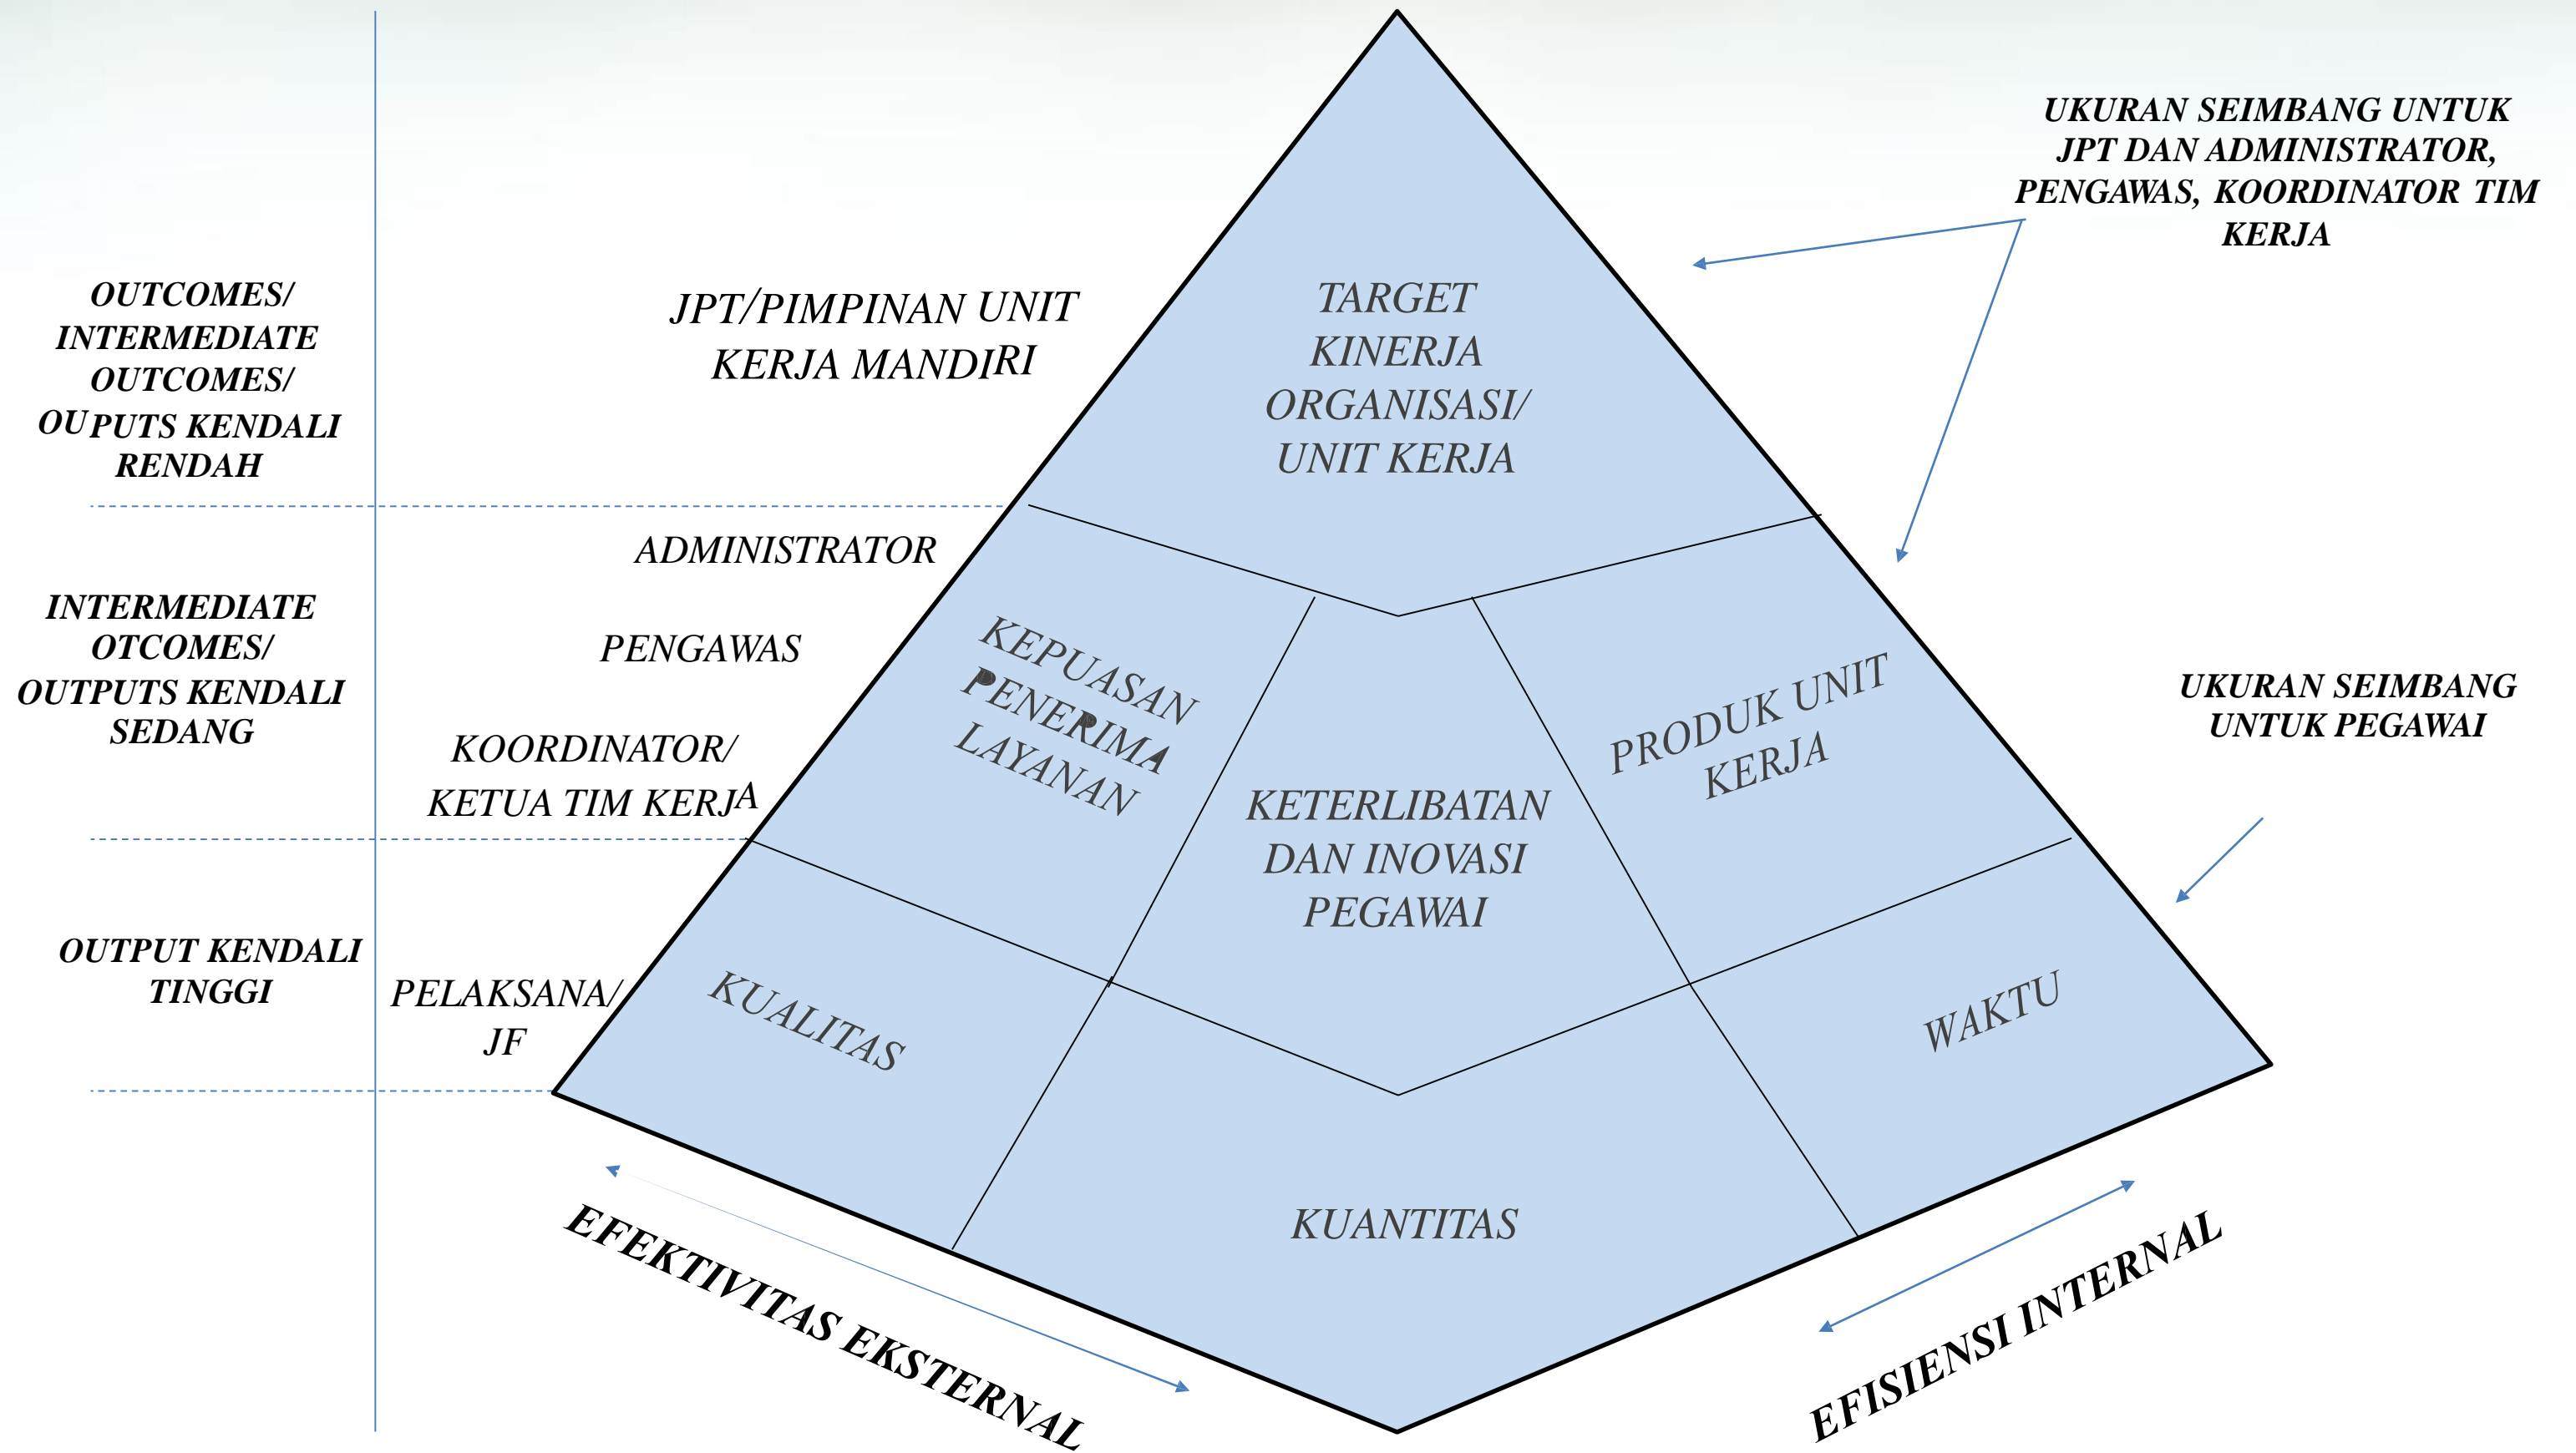 UKURAN SEIMBANG UNTUK
JPT DAN ADMINISTRATOR,
PENGAWAS, KOORDINATOR TIM
KERJA
OUTCOMES/
INTERMEDIATE
OUTCOMES/
OUPUTS KENDALI
RENDAH
JPT/PIMPINAN UNIT
KERJA MANDIRI
TARGET
KINERJA
ORGANISASI/
UNIT KERJA
INTERMEDIATE
OTCOMES/
OUTPUTS KENDALI
SEDANG
ADMINISTRATOR
PENGAWAS
KOORDINATOR/
KETUA TIM KERJA
KEPUASAN
PENERIMA
LAYANAN
KETERLIBATAN
DAN INOVASI
PEGAWAI
PRODUK UNIT
KERJA
UKURAN SEIMBANG
UNTUK PEGAWAI
OUTPUT KENDALI
TINGGI
PELAKSANA/
JF
KUALITAS
KUANTITAS
WAKTU
EFEKTIVITAS EKSTERNAL
EFISIENSI INTERNAL